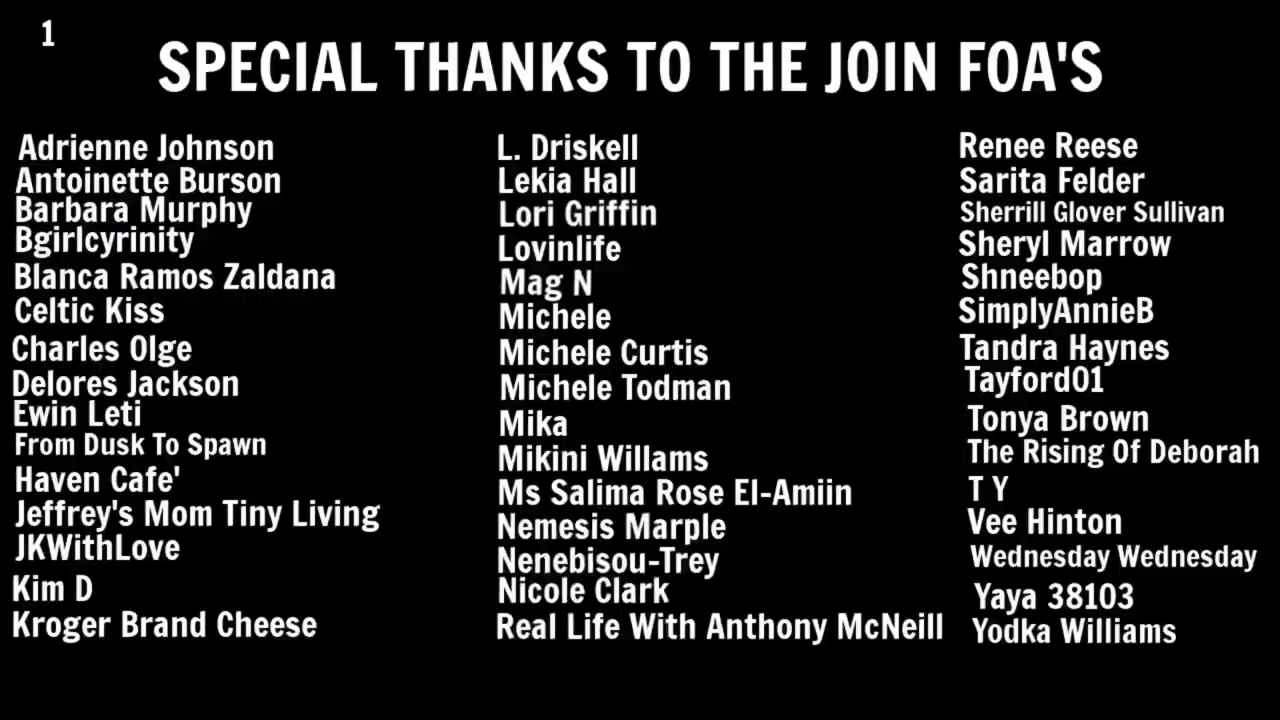 1
SPECIAL THANKS TO THE JOIN FOA'S
Adrienne Johnson
Antoinette Burson
Barbara Murphy
Bgirlcyrinity
Blanca Ramos Zaldana
Celtic Kiss
Charles Olge
Delores Jackson
Ewin Leti
From Dusk To Spawn
Haven Cafe'
Jeffrey's Mom Tiny Living
JKWithLove
Kim D
Kroger Brand Cheese
L. Driskell
Lekia Hall
Lori Griffin
Lovinlife
Mag N
Michele
Michele Curtis
Michele Todman
Mika
Mikini Willams
Ms Salima Rose El-Amiin
Nemesis Marple
Nenebisou-Trey
Nicole Clark
Real Life With Anthony McNeill
Renee Reese
Sarita Felder
Sherrill Glover Sullivan
Sheryl Marrow
Shneebop
SimplyAnnieB
Tandra Haynes
Tayford01
Tonya Brown
The Rising Of Deborah
T Y
Vee Hinton
Wednesday Wednesday
Yaya 38103
Yodka Williams